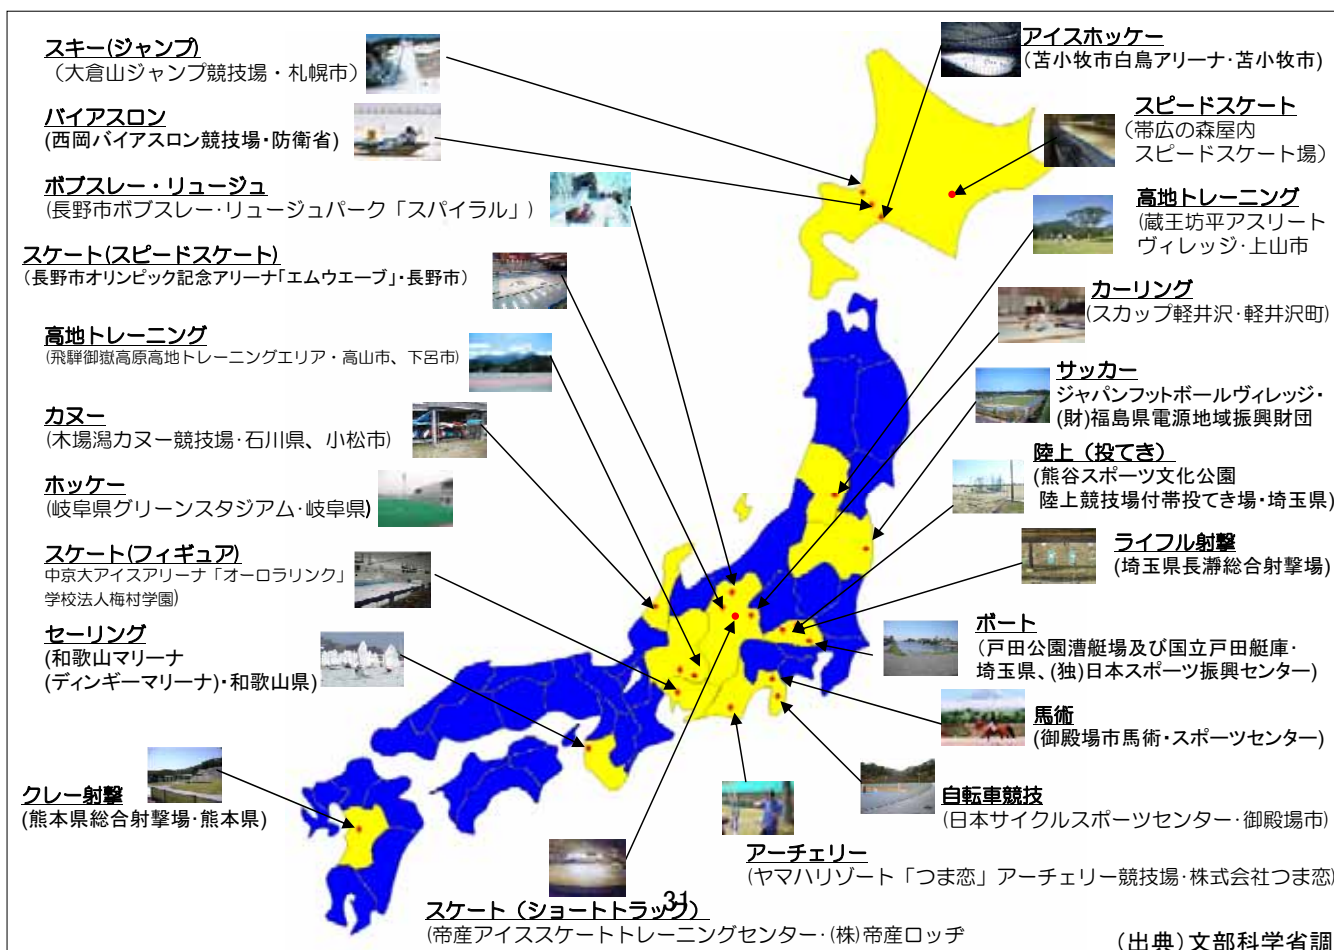 スキー(ジャンプ)
(大倉山ジャンプ競技場・札幌市)
バイアスロン
(西岡バイアスロン競技場・防衛省)
ボブスレー・リュージュ
(長野市ボブスレー・リュージュパーク「スパイラル」)
スケート(スピードスケート)
(長野市オリンピック記念アリーナ「エムウエーブ」・長野市)
高地トレーニング
(飛騨御嶽高原高地トレーニングエリア・高山市、下呂市)
カヌー
(木場潟カヌー競技場・石川県、小松市)
ホッケー
(岐阜県グリーンスタジアム・岐阜県)
スケート(フィギュア)
中京大アイスアリーナ「オーロラリンク」
学校法人梅村学園)
セーリング
(和歌山マリーナ
(ディンギーマリーナ)・和歌山県)
クレー射撃
(熊本県総合射撃場・熊本県)
アイスホッケー
(苫小牧市白鳥アリーナ・苫小牧市)
スピードスケート
(帯広の森屋内
スピードスケート場)
高地トレーニング
(蔵王坊平アスリート
ヴィレッジ・上山市
カーリング
(スカップ軽井沢・軽井沢町)
サッカー
ジャパンフットボールヴィレッジ・
(財)福島県電源地域振興財団
陸上(投てき)
(熊谷スポーツ文化公園
陸上競技場付帯投てき場・埼玉県)
ライフル射撃
(埼玉県長瀞総合射撃場)
ボート
(戸田公園漕艇場及び国立戸田艇庫・
埼玉県、(独)日本スポーツ振興センター)
馬術
(御殿場市馬術・スポーツセンター)
自転車競技
(日本サイクルスポーツセンター・御殿場市)
アーチェリー
(ヤマハリゾート「つま恋」アーチェリー競技場・株式会社つま恋)
31
スケート(ショートトラック)
(帝産アイススケートトレーニングセンター・(株)帝産ロッヂ
(出典)文部科学省調